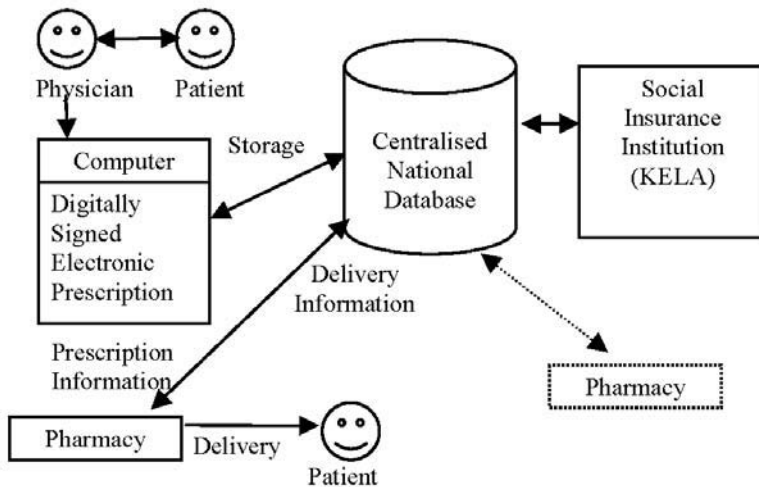 Physician
Patient
Computer
Digitally
Signed
Electronic
Prescription
Storage
Centralised
National
Database
Social
Insurance
Institution
(KELA)
Delivery
Information
Prescription
Information
Pharmacy
Pharmacy
Delivery
Patient